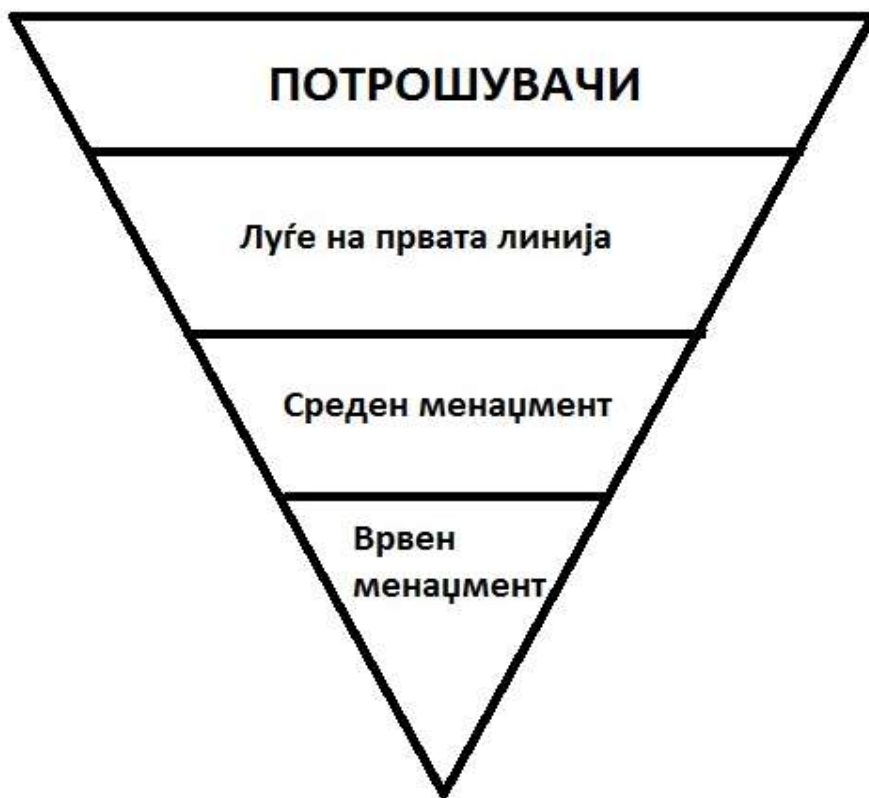 ПОТРОШУВАЧИ
Луѓе на првата линија
Среден менаџмент
Врвен
менаџмент